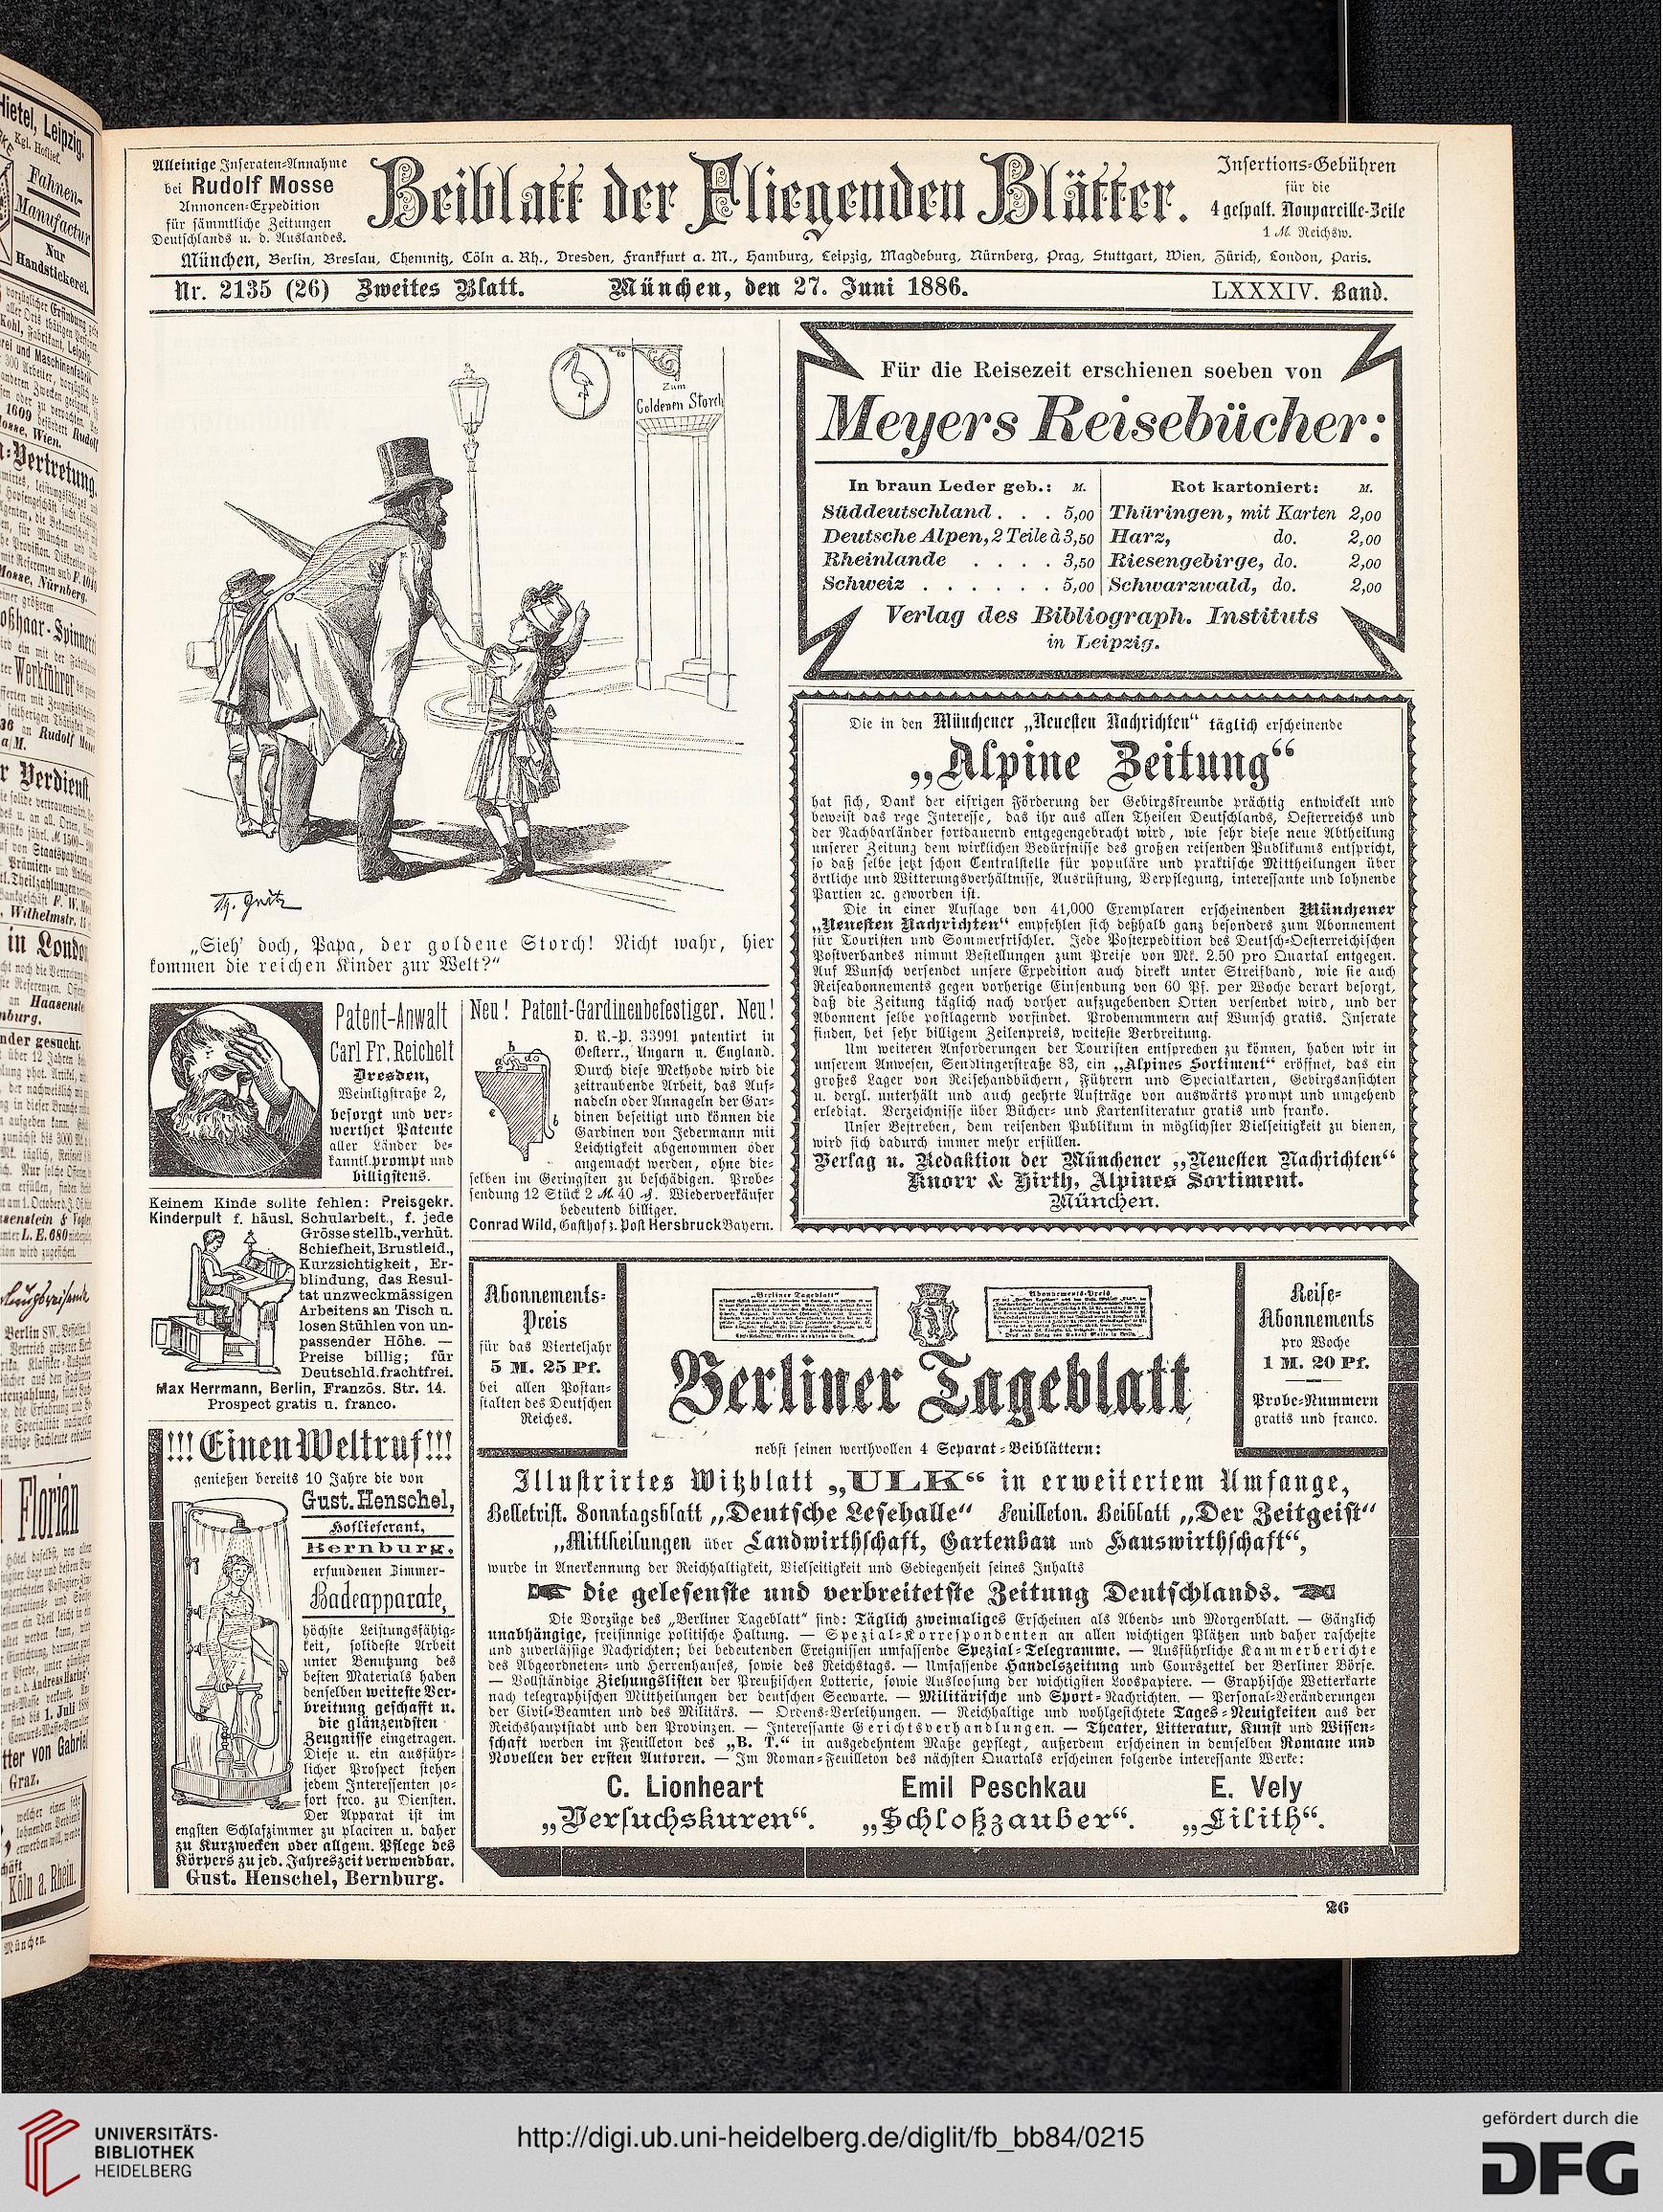 Alleinige Inseraten-Annahme
bei Rudolf Mosse
Annoncen-Expedition
für sämmtliche Zeitungen
Deutschlands u. d. Auslandes.
Beiblatt der Fliegenden Blätter.
Insertions-Gebühren
für die
4 gespalt. Nonpareille-Zeile
1 M. Reichsw.
München, Berlin, Breslau, Chemnitz, Cöln a. Rh., Dresden, Frankfurt a. M., Hamburg, Leipzig, Magdeburg, Nürnberg, Prag, Stuttgart, Wien, Zürich, London, Paris.
Nr. 2135 (26) Zweites Blatt. München, den 27. Juni 1886. LXXXIV. Band.
Zum
Goldenen Storch
„Sieh' doch, Papa, der goldene Storch! Nicht wahr, hier
kommen die reichen Kinder zur Welt?"
Patent-Anwalt
Carl Fr. Reichelt
Dresden,
Weinligstraße 2,
besorgt und ver-
werthet Patente
aller Länder be-
kanntl. prompt und
billigstens.
Keinem Kinde sollte fehlen: Preisgekr.
Kinderpult f. häusl. Schularbeit., f. jede
Grösse stellb., verhüt.
Schiefheit, Brustleid.,
Kurzsichtigkeit, Er-
blindung, das Resul-
tat unzweckmässigen
Arbeitens an Tisch u.
losen Stühlen von un-
passender Höhe. —
Preise billig; für
Deutschld. frachtfrei.
Max Herrmann, Berlin, Französ. Str. 14.
Prospect gratis u. franco.
!!! Einen Weltruf !!!
genießen bereits 10 Jahre die von
Gust. Henschel,
Hoflieferant,
Bernburg,
erfundenen Zimmer-
Badeapparate,
höchste Leistungsfähig-
keit, solideste Arbeit
unter Benutzung des
besten Materials haben
denselben weiteste Ver-
breitung geschafft u.
die glänzendsten
Zeugnisse eingetragen.
Diese u. ein ausführ-
licher Prospect stehen
jedem Interessenten so-
fort frco. zu Diensten.
Der Apparat ist im
engsten Schlafzimmer zu placiren u. daher
zu Kurzwecken oder allgem. Pflege des
Körpers zu jed. Jahreszeit verwendbar.
Gust. Henschel, Bernburg.
Neu! Patent-Gardinenbefestiger. Neu!
D. R.-P. 33991 patentirt in
Oesterr., Ungarn u. England.
Durch diese Methode wird die
zeitraubende Arbeit, das Auf-
nadeln oder Annageln der Gar-
dinen beseitigt und können die
Gardinen von Jedermann mit
Leichtigkeit abgenommen oder
angemacht werden, ohne die-
selben im Geringsten zu beschädigen. Probe-
sendung 12 Stück 2 M. 40 ₰. Wiederverkäufer
bedeutend billiger.
Conrad Wild, Gasthof z. Post Hersbruck Bayern.
Für die Reisezeit erschienen soeben von
Meyers Reisebücher:
In braun Leder geb.: M.
Süddeutschland . . . 5,00
Deutsche Alpen, 2 Teile à 3,50
Rheinlande . . . . 3,50
Schweiz . . . . . . 5,00
Rot kartoniert: M.
Thüringen, mit Karten 2,00
Harz, do. 2,00
Riesengebirge, do. 2,00
Schwarzwald, do. 2,00
Verlag des Bibliograph. Instituts
in Leipzig.
Die in den Münchener „Neuesten Nachrichten" täglich erscheinende
„Alpine Zeitung"
hat sich, Dank der eifrigen Förderung der Gebirgsfreunde prächtig entwickelt und
beweist das rege Interesse, das ihr aus allen Theilen Deutschlands, Oesterreichs und
der Nachbarländer fortdauernd entgegengebracht wird, wie sehr diese neue Abtheilung
unserer Zeitung dem wirklichen Bedürfnisse des großen reisenden Publikums entspricht,
so daß selbe jetzt schon Centralstelle für populäre und praktische Mittheilungen über
örtliche und Witterungsverhältnisse, Ausrüstung, Verpflegung, interessante und lohnende
Partien ꝛc. geworden ist.
Die in einer Auflage von 41,000 Exemplaren erscheinenden Münchener
„Neuesten Nachrichten" empfehlen sich deßhalb ganz besonders zum Abonnement
für Touristen und Sommerfrischler. Jede Postexpedition des Deutsch-Oesterreichischen
Postverbandes nimmt Bestellungen zum Preise von Mk. 2.50 pro Quartal entgegen.
Auf Wunsch versendet unsere Expedition auch direkt unter Streifband, wie sie auch
Reiseabonnements gegen vorherige Einsendung von 60 Pf. per Woche derart besorgt,
daß die Zeitung täglich nach vorher aufzugebenden Orten versendet wird, und der
Abonnent selbe postlagernd vorfindet. Probenummern auf Wunsch gratis. Inserate
finden, bei sehr billigem Zeilenpreis, weiteste Verbreitung.
Um weiteren Anforderungen der Touristen entsprechen zu können, haben wir in
unserem Anwesen, Sendlingerstraße 83, ein „Alpines Sortiment" eröffnet, das ein
großes Lager von Reisehandbüchern, Führern und Specialkarten, Gebirgsansichten
u. dergl. unterhält und auch geehrte Aufträge von auswärts prompt und umgehend
erledigt. Verzeichnisse über Bücher- und Kartenliteratur gratis und franko.
Unser Bestreben, dem reisenden Publikum in möglichster Vielseitigkeit zu dienen,
wird sich dadurch immer mehr erfüllen.
Verlag u. Redaktion der Münchener „Neuesten Nachrichten"
Knorr & Hirth, Alpines Sortiment.
München.
Abonnements-
Preis
für das Vierteljahr
5 M. 25 Pf.
bei allen Postan-
stalten des Deutschen
Reiches.
Reise-
Abonnements
pro Woche
1 M. 20 Pf.
Probe-Nummern
gratis und franco.
Berliner Tageblatt
nebst seinen werthvollen 4 Separat-Beiblättern:
Illustrirtes Witzblatt „ULK" in erweitertem Umfange,
Belletrist. Sonntagsblatt „Deutsche Lesehalle" Feuilleton. Beiblatt „Der Zeitgeist"
„Mittheilungen über Landwirthschaft, Gartenbau und Hauswirthschaft",
wurde in Anerkennung der Reichhaltigkeit, Vielseitigkeit und Gediegenheit seines Inhalts
die gelesenste und verbreitetste Zeitung Deutschlands.
Die Vorzüge des „Berliner Tageblatt" sind: Täglich zweimaliges Erscheinen als Abend- und Morgenblatt. — Gänzlich
unabhängige, freisinnige politische Haltung. — Spezial-Korrespondenten an allen wichtigen Plätzen und daher rascheste
und zuverlässige Nachrichten; bei bedeutenden Ereignissen umfassende Spezial-Telegramme. — Ausführliche Kammerberichte
des Abgeordneten- und Herrenhauses, sowie des Reichstags. — Umfassende Handelszeitung und Courszettel der Berliner Börse.
— Vollständige Ziehungslisten der Preußischen Lotterie, sowie Ausloosung der wichtigsten Loospapiere. — Graphische Wetterkarte
nach telegraphischen Mittheilungen der deutschen Seewarte. — Militärische und Sport-Nachrichten. — Personal-Veränderungen
der Civil-Beamten und des Militärs. — Ordens-Verleihungen. — Reichhaltige und wohlgesichtete Tages-Neuigkeiten aus der
Reichshauptstadt und den Provinzen. — Interessante Gerichtsverhandlungen. — Theater, Litteratur, Kunst und Wissen-
schaft werden im Feuilleton des „B. T." in ausgedehntem Maße gepflegt, außerdem erscheinen in demselben Romane und
Novellen der ersten Autoren. — Im Roman-Feuilleton des nächsten Quartals erscheinen folgende interessante Werke:
C. Lionheart Emil Peschkau E. Vely
„Versuchskuren". „Schloßzauber". „Lilith".
26
UNIVERSITÄTS-
BIBLIOTHEK
HEIDELBERG
http://digi.ub.uni-heidelberg.de/diglit/fb_bb84/0215
gefördert durch die
DFG